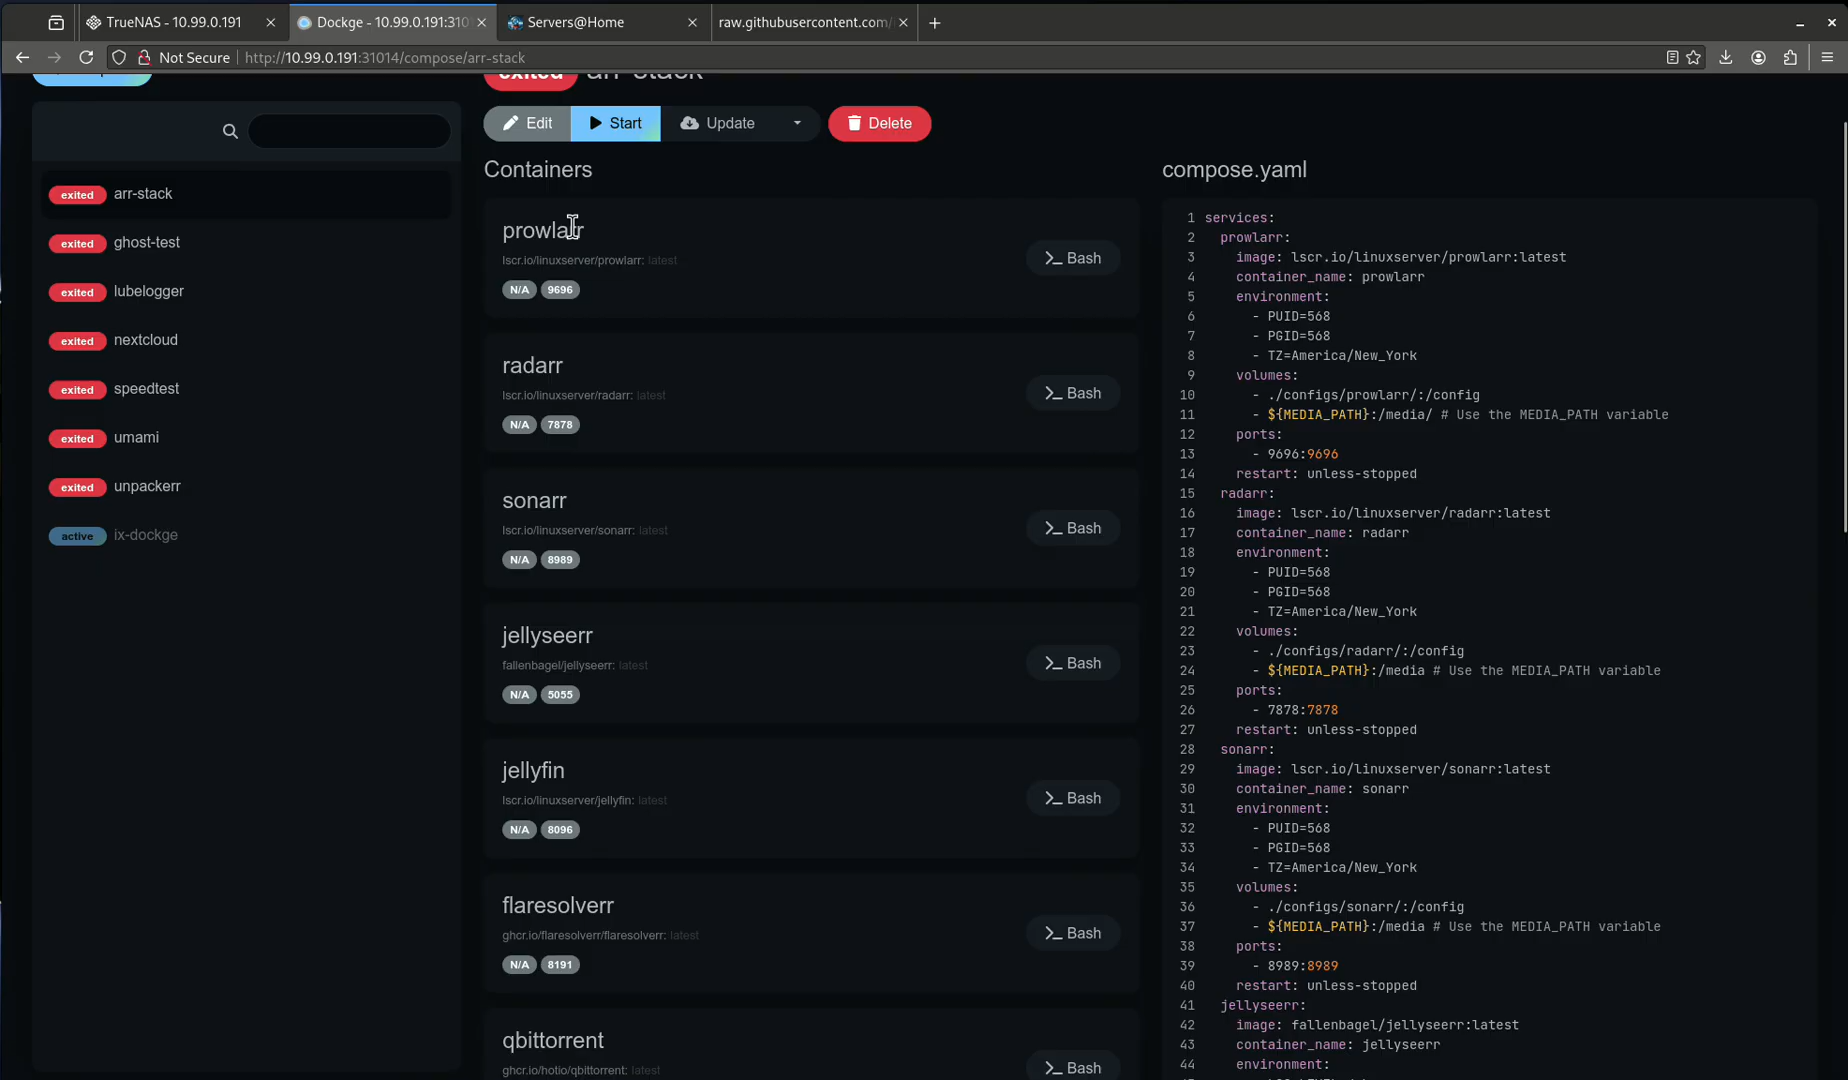 TrueNAS - 10.99.0.191
Dockge - 10.99.0.191:310
Servers@Home
raw.githubusercontent.com/
Not Secure
http://10.99.0.191:31014/compose/arr-stack
exited arr-stack
Edit
Start
Update
Delete
exited arr-stack
exited ghost-test
exited lubelogger
exited nextcloud
exited speedtest
exited umami
exited unpackerr
active ix-dockge
Containers
prowlarr
lscr.io/linuxserver/prowlarr: latest
N/A 9696
>_ Bash
radarr
lscr.io/linuxserver/radarr: latest
N/A 7878
>_ Bash
sonarr
lscr.io/linuxserver/sonarr: latest
N/A 8989
>_ Bash
jellyseerr
fallenbagel/jellyseerr: latest
N/A 5055
>_ Bash
jellyfin
lscr.io/linuxserver/jellyfin: latest
N/A 8096
>_ Bash
flaresolverr
ghcr.io/flaresolverr/flaresolverr: latest
N/A 8191
>_ Bash
qbittorrent
ghcr.io/hotio/qbittorrent: latest
>_ Bash
compose.yaml
1 services:
2 prowlarr:
3 image: lscr.io/linuxserver/prowlarr:latest
4 container_name: prowlarr
5 environment:
6 - PUID=568
7 - PGID=568
8 - TZ=America/New_York
9 volumes:
10 - ./configs/prowlarr/:/config
11 - ${MEDIA_PATH}:/media/ # Use the MEDIA_PATH variable
12 ports:
13 - 9696:9696
14 restart: unless-stopped
15 radarr:
16 image: lscr.io/linuxserver/radarr:latest
17 container_name: radarr
18 environment:
19 - PUID=568
20 - PGID=568
21 - TZ=America/New_York
22 volumes:
23 - ./configs/radarr/:/config
24 - ${MEDIA_PATH}:/media # Use the MEDIA_PATH variable
25 ports:
26 - 7878:7878
27 restart: unless-stopped
28 sonarr:
29 image: lscr.io/linuxserver/sonarr:latest
30 container_name: sonarr
31 environment:
32 - PUID=568
33 - PGID=568
34 - TZ=America/New_York
35 volumes:
36 - ./configs/sonarr/:/config
37 - ${MEDIA_PATH}:/media # Use the MEDIA_PATH variable
38 ports:
39 - 8989:8989
40 restart: unless-stopped
41 jellyseerr:
42 image: fallenbagel/jellyseerr:latest
43 container_name: jellyseerr
44 environment: